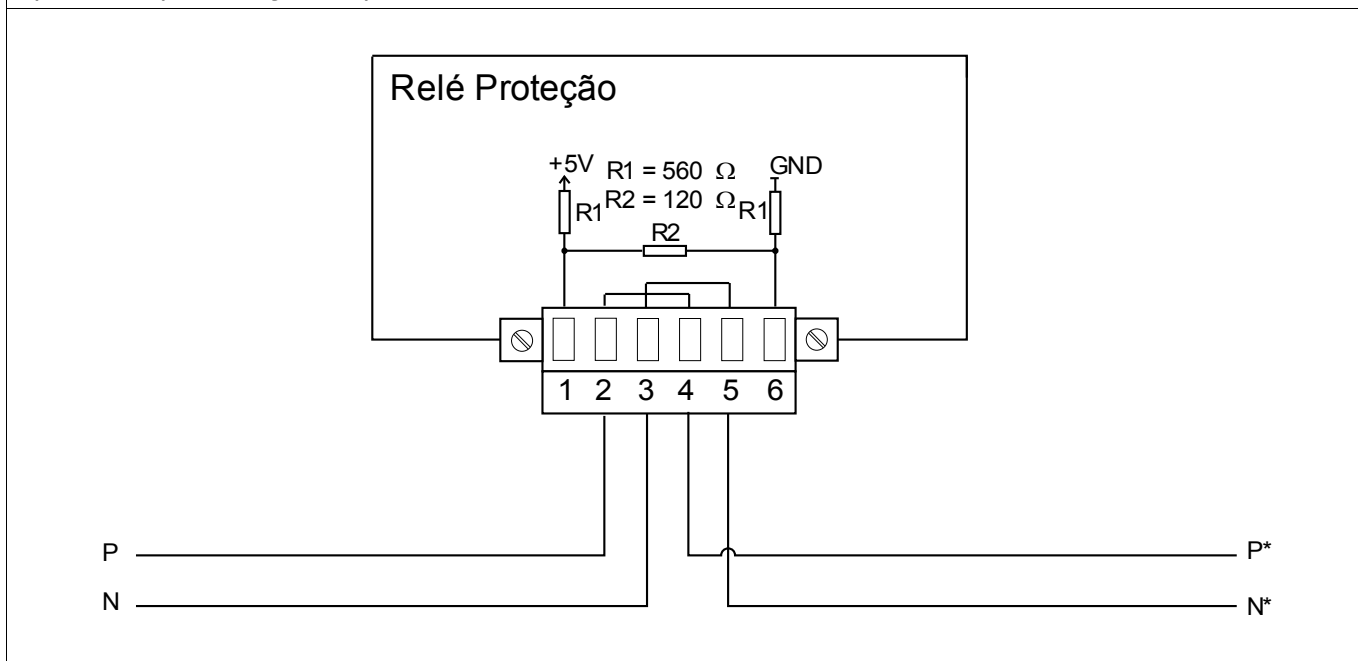 Relé Proteção
+5V R1 = 560 Ω GND
R2 = 120 Ω
R1 R1
R2
1 2 3 4 5 6
P P*
N N*